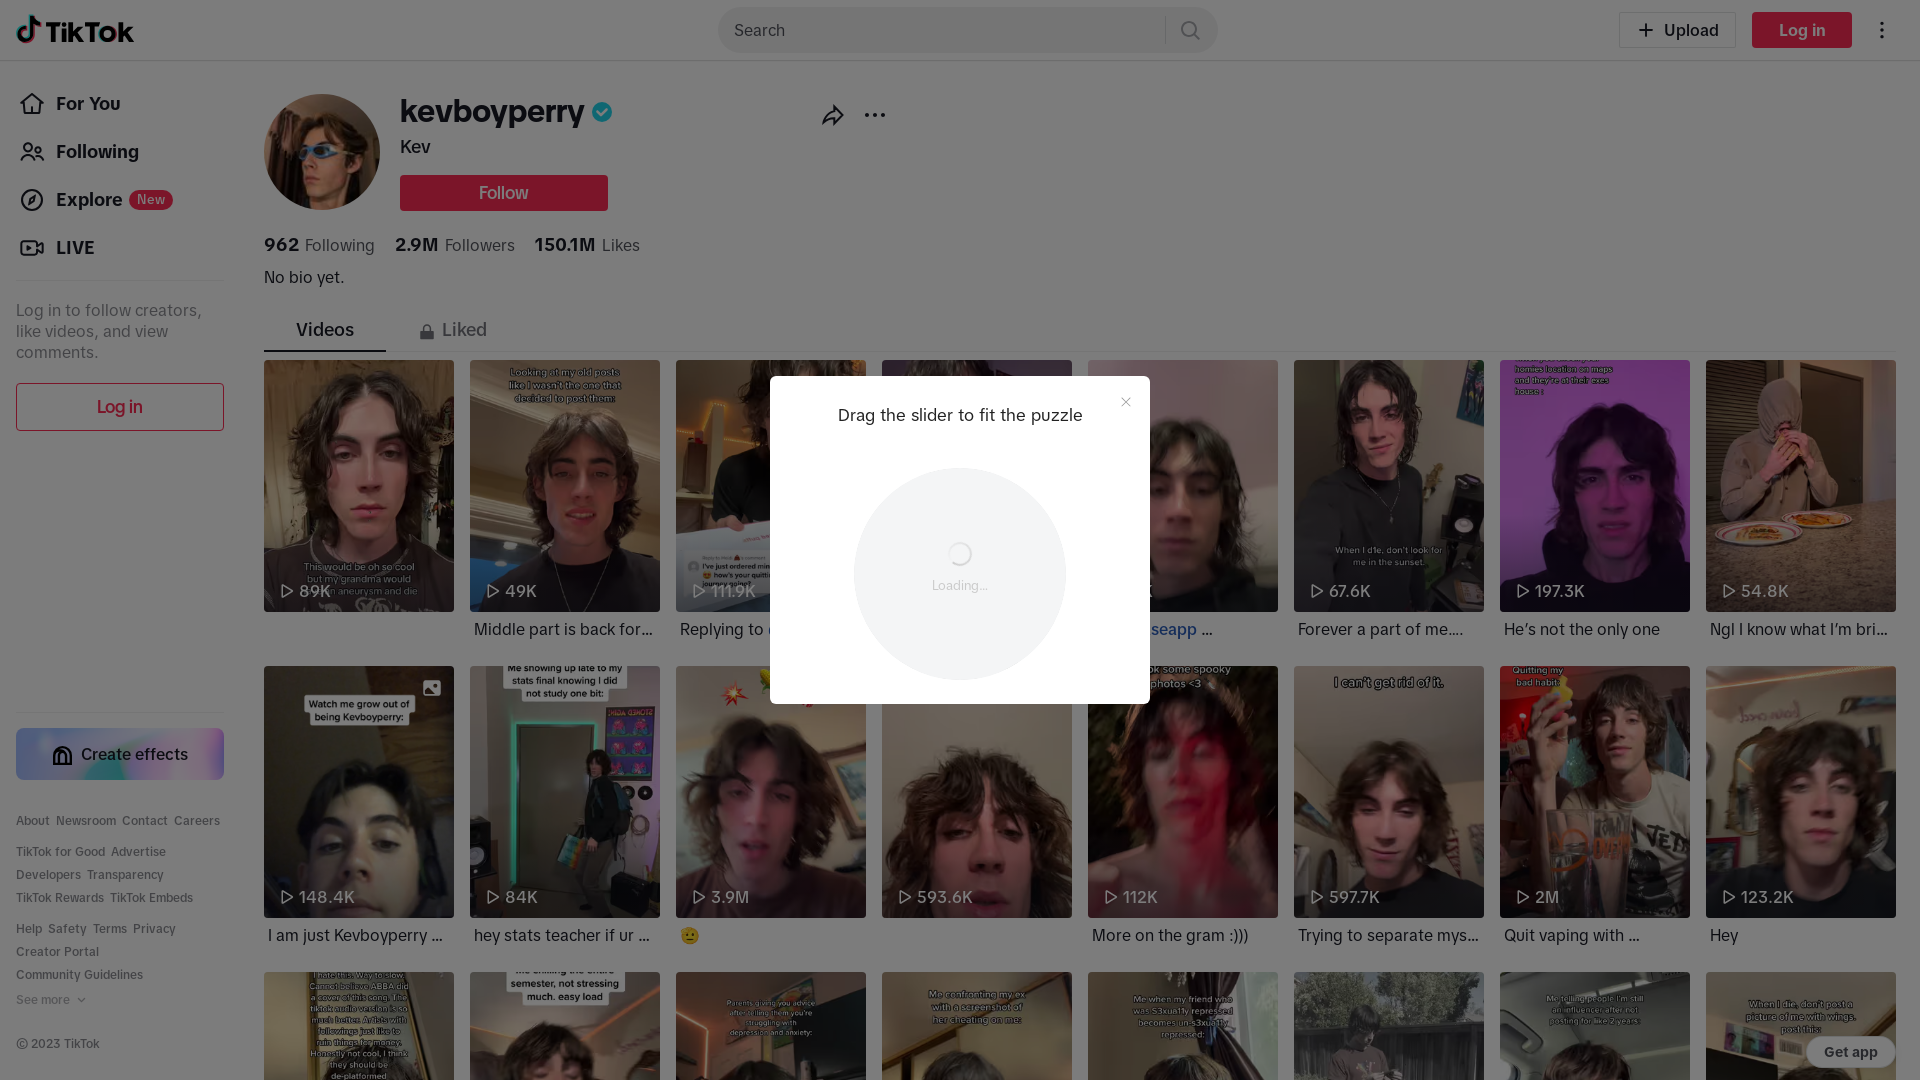 TikTok
Search
Upload
Log in
For You
Following
Explore New
LIVE
Log in to follow creators,
like videos, and view
comments.
Log in
Create effects
About Newsroom Contact Careers
TikTok for Good Advertise
Developers Transparency
TikTok Rewards TikTok Embeds
Help Safety Terms Privacy
Creator Portal
Community Guidelines
See more
© 2023 TikTok
kevboyperry
Kev
Follow
962 Following 2.9M Followers 150.1M Likes
No bio yet.
Videos
Liked
This would be oh so cool
but my grandma would
aneurysm and die
89K
Looking at my old posts
like I wasn't the one that
decided to post them:
49K
Middle part is back for...
I've just ordered
how's your
111.9K
Replying to
Drag the slider to fit the puzzle
Loading...
seapp ...
When I d1e, don't look for
me in the sunset.
67.6K
Forever a part of me....
homies location on maps
and they're at their exes
house:
197.3K
He's not the only one
54.8K
Ngl I know what I'm bri...
Watch me grow out of
being Kevboyperry:
148.4K
I am just Kevboyperry ...
Me showing up late to my
stats final knowing I did
not study one bit:
84K
hey stats teacher if ur ...
3.9M
593.6K
some spooky
photos <3
112K
More on the gram :)))
I can't get rid of it.
597.7K
Trying to separate mys...
Quitting my
bad habit:
2M
Quit vaping with ...
123.2K
Hey
I hate this. Way to slow.
Cannot believe ABBA did
a cover of this song. The
tiktok audio version is so
much better. Artists with
followings just like to
ruin things for money.
Honestly not cool, I think
they should be
de-platformed
Me chilling the entire
semester, not stressing
much. easy load
Parents giving you advice
after telling them you're
struggling with
depression and anxiety:
Me confronting my ex
with a screenshot of
her cheating on me:
Me when my friend who
was S3xua11y repressed
becomes un-s3xua11y
repressed:
Me telling people I'm still
an influencer after not
posting for like 2 years:
When I die, don't post a
picture of me with wings.
post this:
Get app